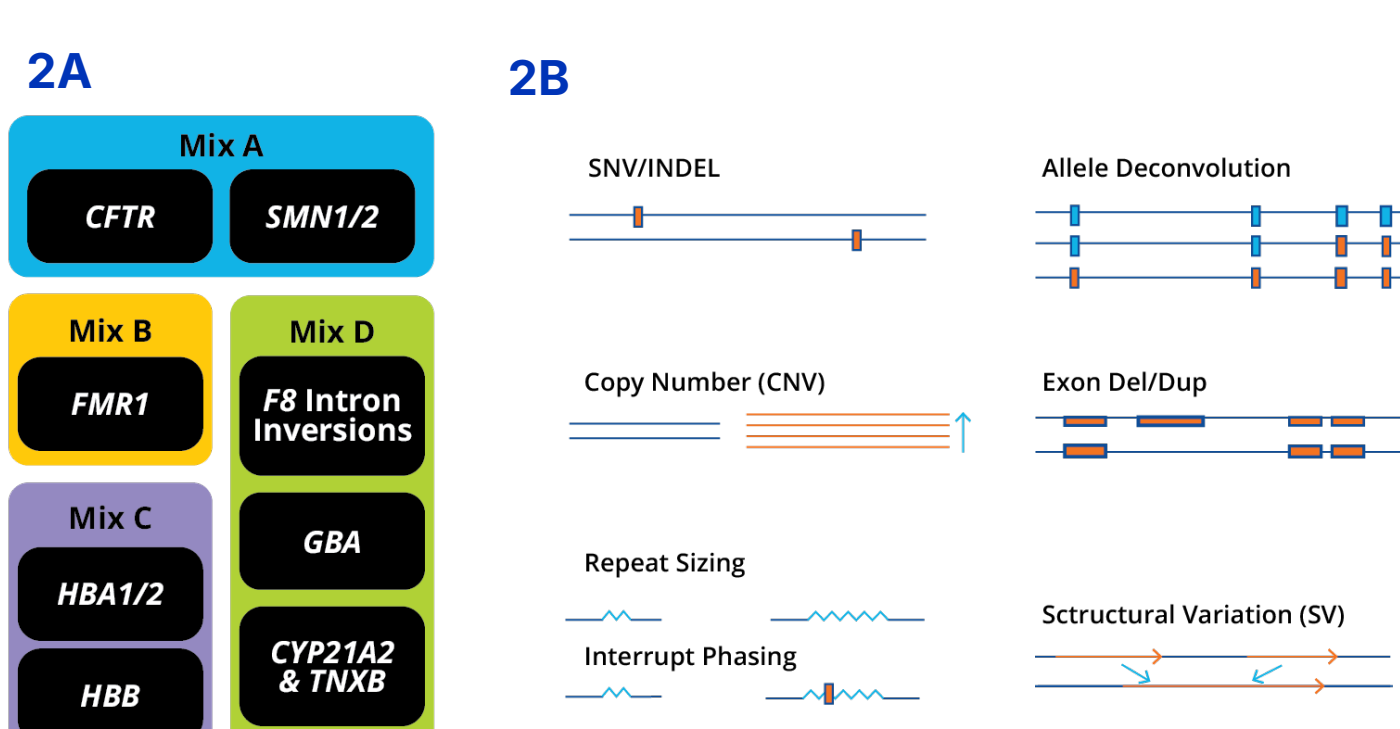 2A
Mix A
CFTR
SMN1/2
Mix B
FMR1
Mix C
HBA1/2
HBB
Mix D
F8 Intron
Inversions
GBA
CYP21A2
& TNXB
2B
SNV/INDEL
Allele Deconvolution
Copy Number (CNV)
Exon Del/Dup
Repeat Sizing
Interrupt Phasing
Sctructural Variation (SV)